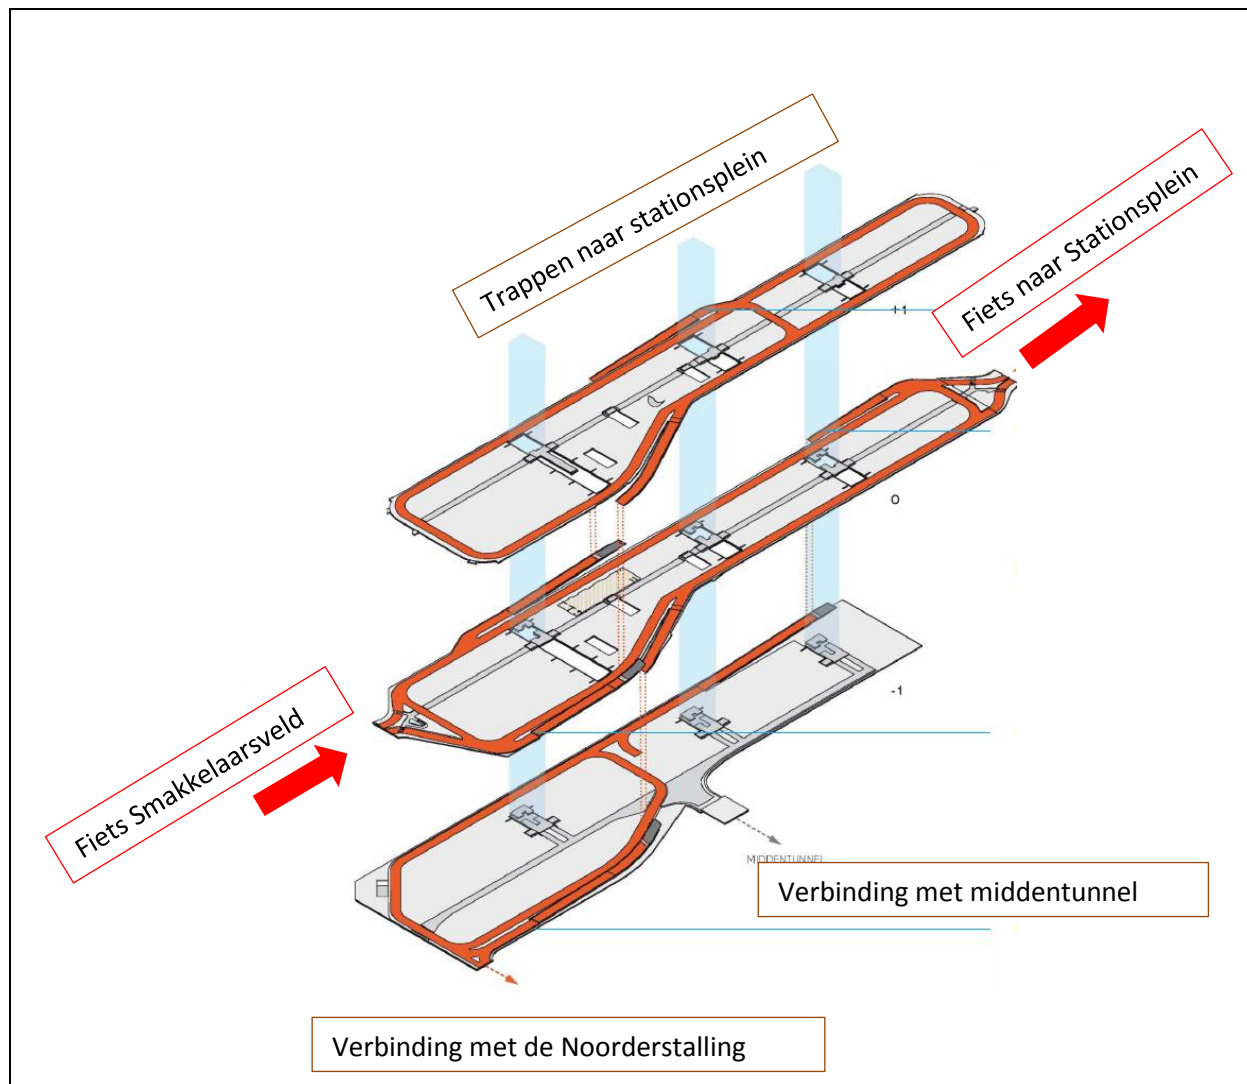 Trappen naar stationsplein
Fiets naar Stationsplein
+1
0
Fiets Smakkelaarsveld
-1
MIDDENTUNNEL
Verbinding met middentunnel
Verbinding met de Noorderstalling